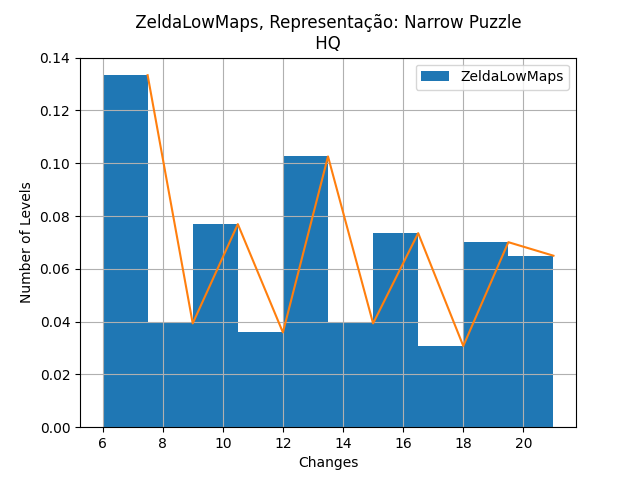 ZeldaLowMaps, Representação: Narrow Puzzle
HQ
ZeldaLowMaps
0.14
0.12
0.10
0.08
0.06
0.04
0.02
0.00
Number of Levels
6 8 10 12 14 16 18 20
Changes